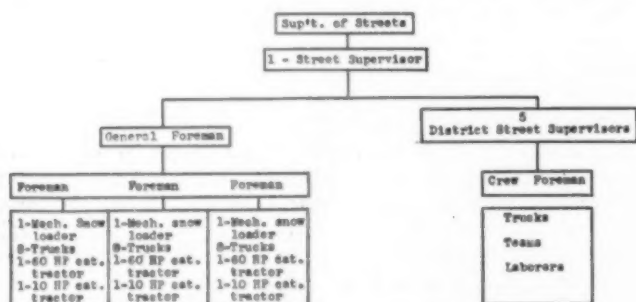 Sup't. of Streets
1 - Street Supervisor
General Foreman
5
District Street Supervisors
Foreman Foreman Foreman
Crew Foreman
1-Mech. Snow
loader
8-Trucks
1-60 HP cat.
tractor
1-10 HP cat.
tractor
1-Mech. snow
loader
8-Trucks
1-60 HP cat.
tractor
1-10 HP cat.
tractor
1-Mech. snow
loader
8-Trucks
1-60 HP cat.
tractor
1-10 HP cat.
tractor
Trucks
Teams
Laborers